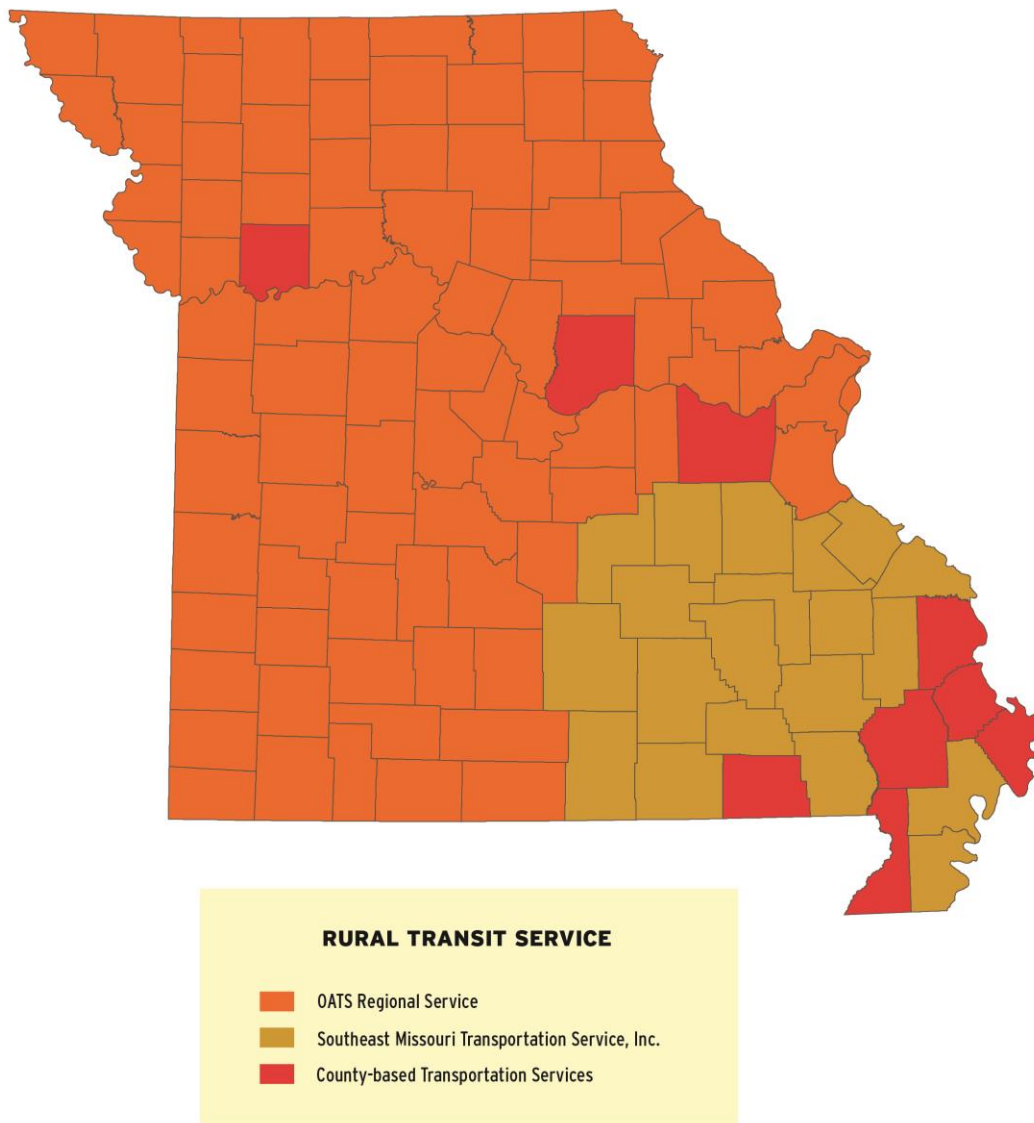 RURAL TRANSIT SERVICE
OATS Regional Service
Southeast Missouri Transportation Service, Inc.
County-based Transportation Services